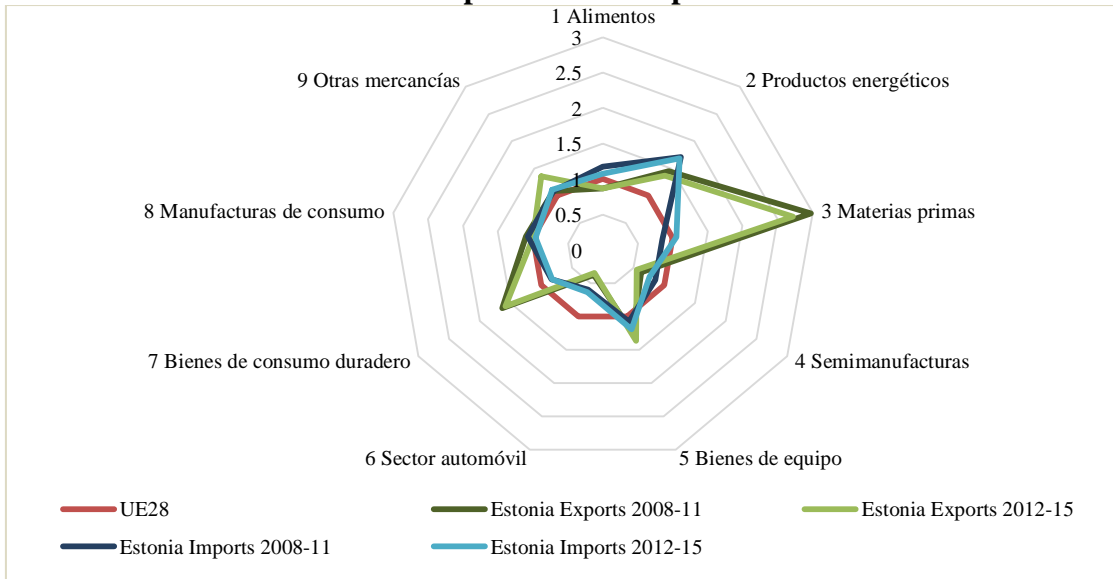 1 Alimentos
2 Productos energéticos
3 Materias primas
4 Semimanufacturas
5 Bienes de equipo
6 Sector automóvil
7 Bienes de consumo duradero
8 Manufacturas de consumo
9 Otras mercancías
3
2.5
2
1.5
1
0.5
0
UE28
Estonia Exports 2008-11
Estonia Exports 2012-15
Estonia Imports 2008-11
Estonia Imports 2012-15